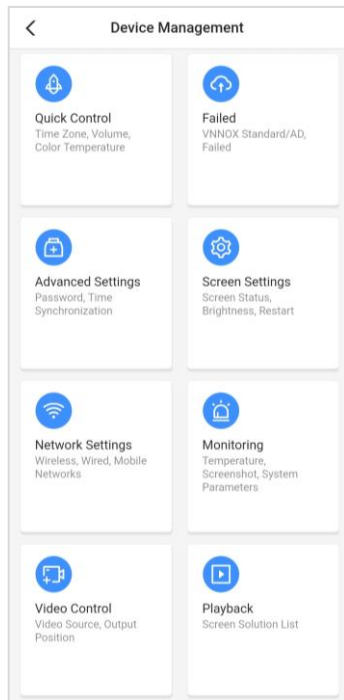 Device Management
Quick Control
Time Zone, Volume,
Color Temperature
Failed
VNNOX Standard/AD,
Failed
Advanced Settings
Password, Time
Synchronization
Screen Settings
Screen Status,
Brightness, Restart
Network Settings
Wireless, Wired, Mobile
Networks
Monitoring
Temperature,
Screenshot, System
Parameters
Video Control
Video Source, Output
Position
Playback
Screen Solution List